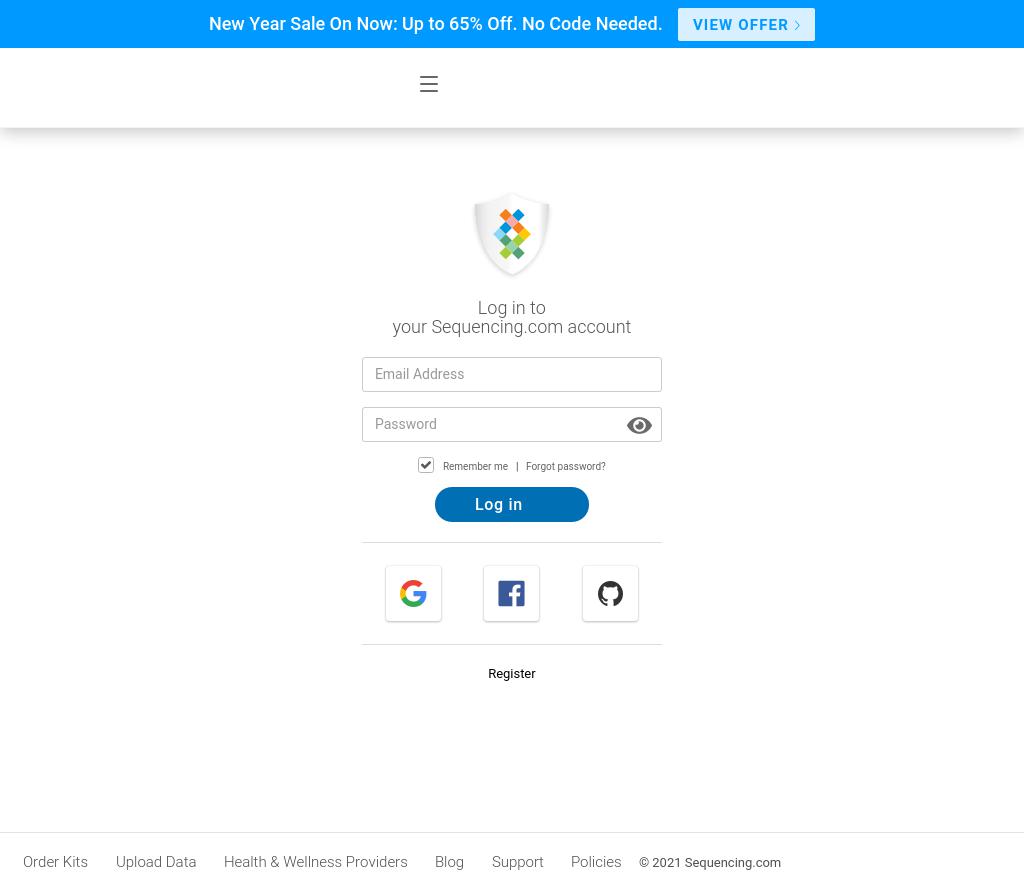 New Year Sale On Now: Up to 65% Off. No Code Needed.
VIEW OFFER
Log in to
your Sequencing.com account
Email Address
Password
Remember me | Forgot password?
Log in
Register
Order Kits Upload Data Health & Wellness Providers Blog Support Policies © 2021 Sequencing.com